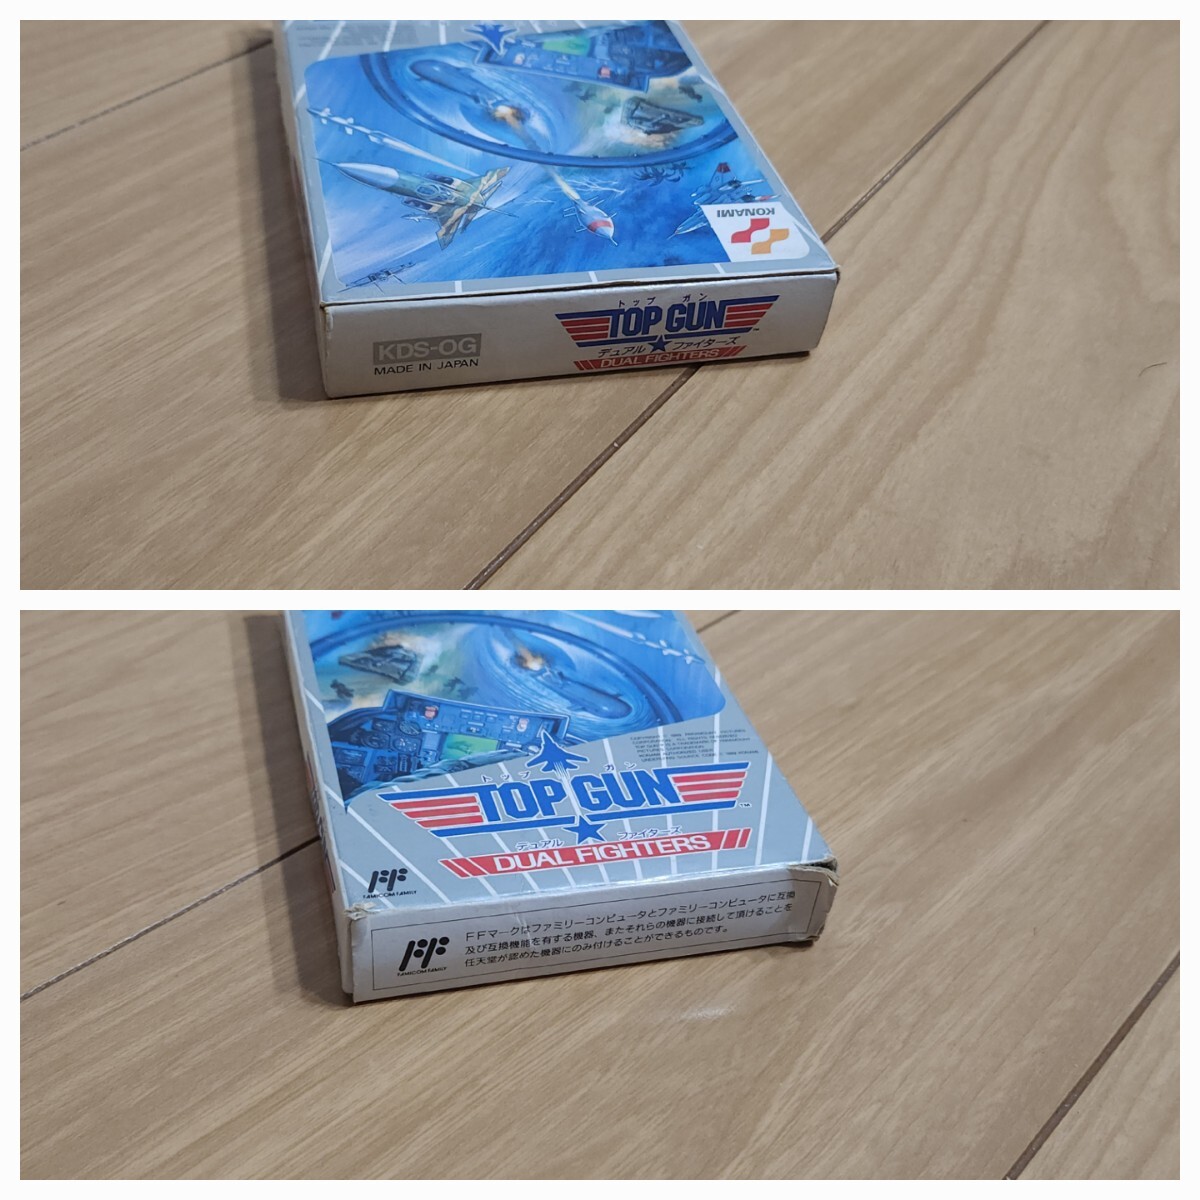 KONAMI
トップ ガン
TOP GUN
™
デュアル ファイターズ
DUAL FIGHTERS
KDS-OG
MADE IN JAPAN
トップ ガン
TOP GUN
™
デュアル ファイターズ
DUAL FIGHTERS
FF
FAMICOM FAMILY
FF
FAMICOM FAMILY
FFマークはファミリーコンピュータとファミリーコンピュータに互換
及び互換機能を有する機器、またそれらの機器に接続して頂けることを
任天堂が認めた機器にのみ付けることができるものです。